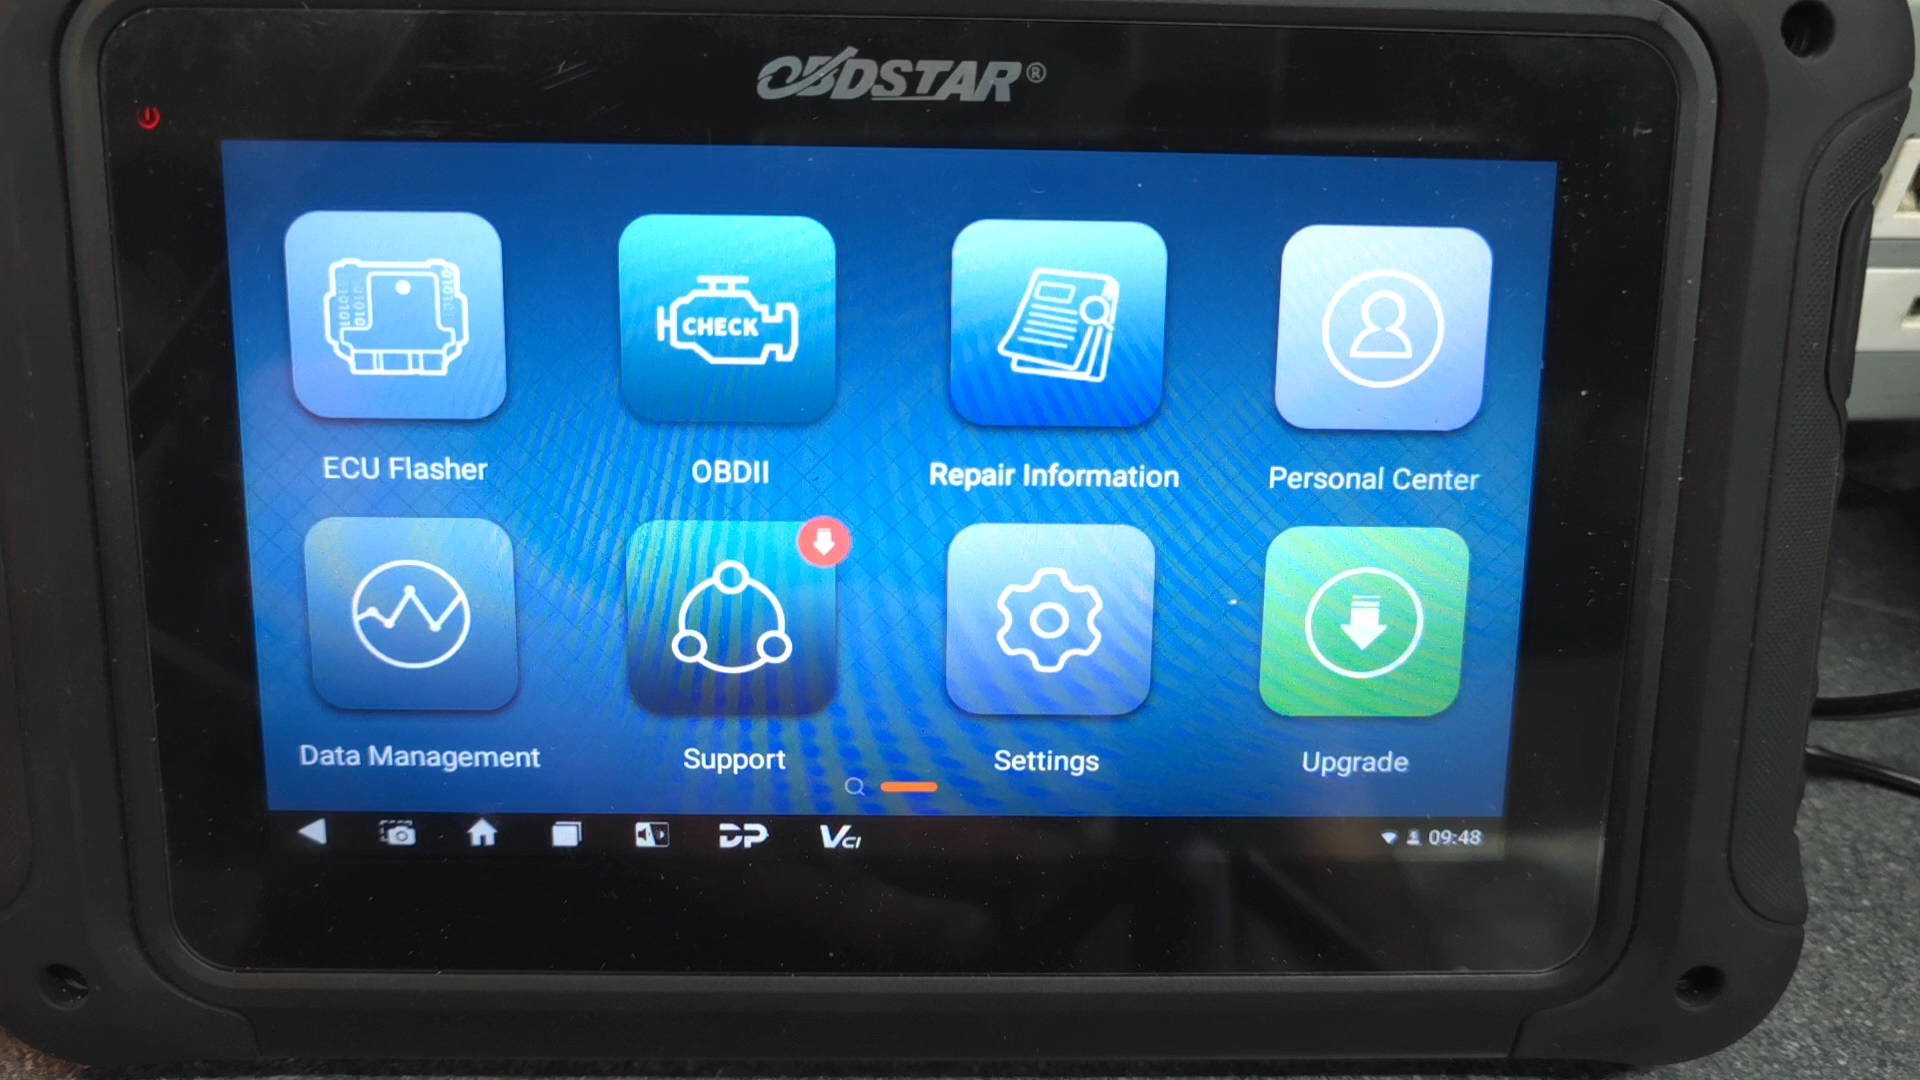 OBDSTAR®
CHECK
ECU Flasher
OBDII
Repair Information
Personal Center
Data Management
Support
Settings
Upgrade
DP
VCI
09:48